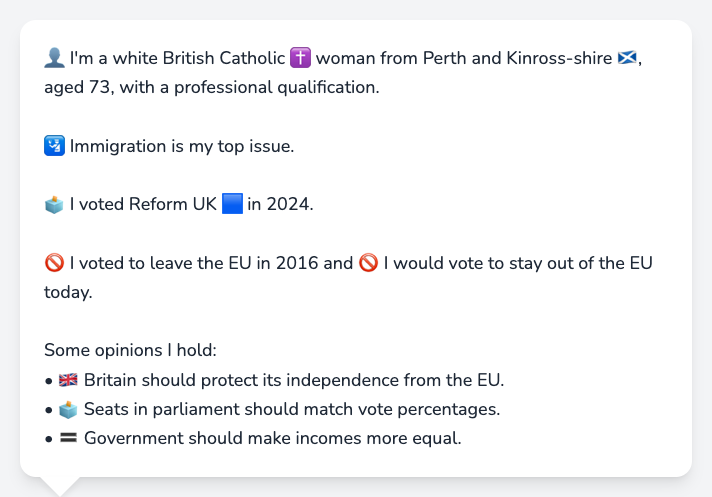 👤 I'm a white British Catholic ✝️ woman from Perth and Kinross-shire 🏴󠁧󠁢󠁳󠁣󠁴󠁿,
aged 73, with a professional qualification.
🛂 Immigration is my top issue.
🗳️ I voted Reform UK 🟦 in 2024.
🚫 I voted to leave the EU in 2016 and 🚫 I would vote to stay out of the EU
today.
Some opinions I hold:
• 🇬🇧 Britain should protect its independence from the EU.
• 🗳️ Seats in parliament should match vote percentages.
• 🟰 Government should make incomes more equal.